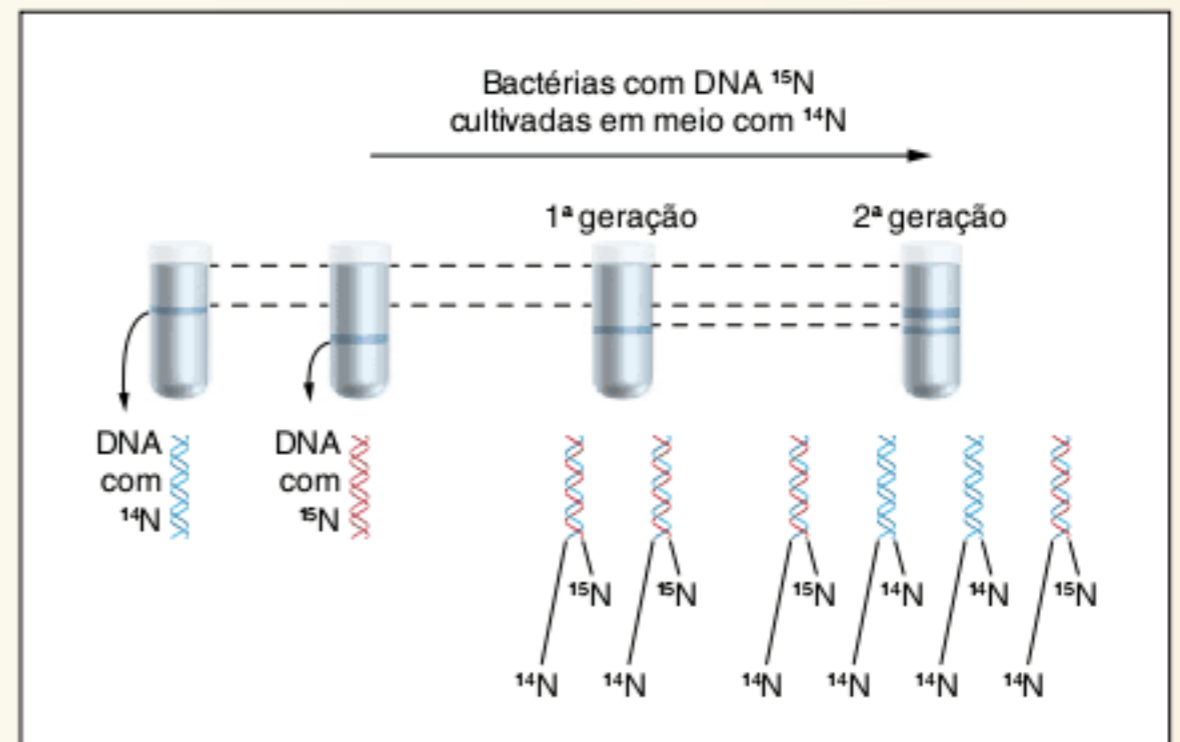 Bactérias com DNA ¹⁵N
cultivadas em meio com ¹⁴N
1ª geração
2ª geração
DNA
com
¹⁴N
DNA
com
¹⁵N
¹⁵N
¹⁵N
¹⁵N
¹⁴N
¹⁴N
¹⁵N
¹⁴N
¹⁴N
¹⁴N
¹⁴N
¹⁴N
¹⁴N